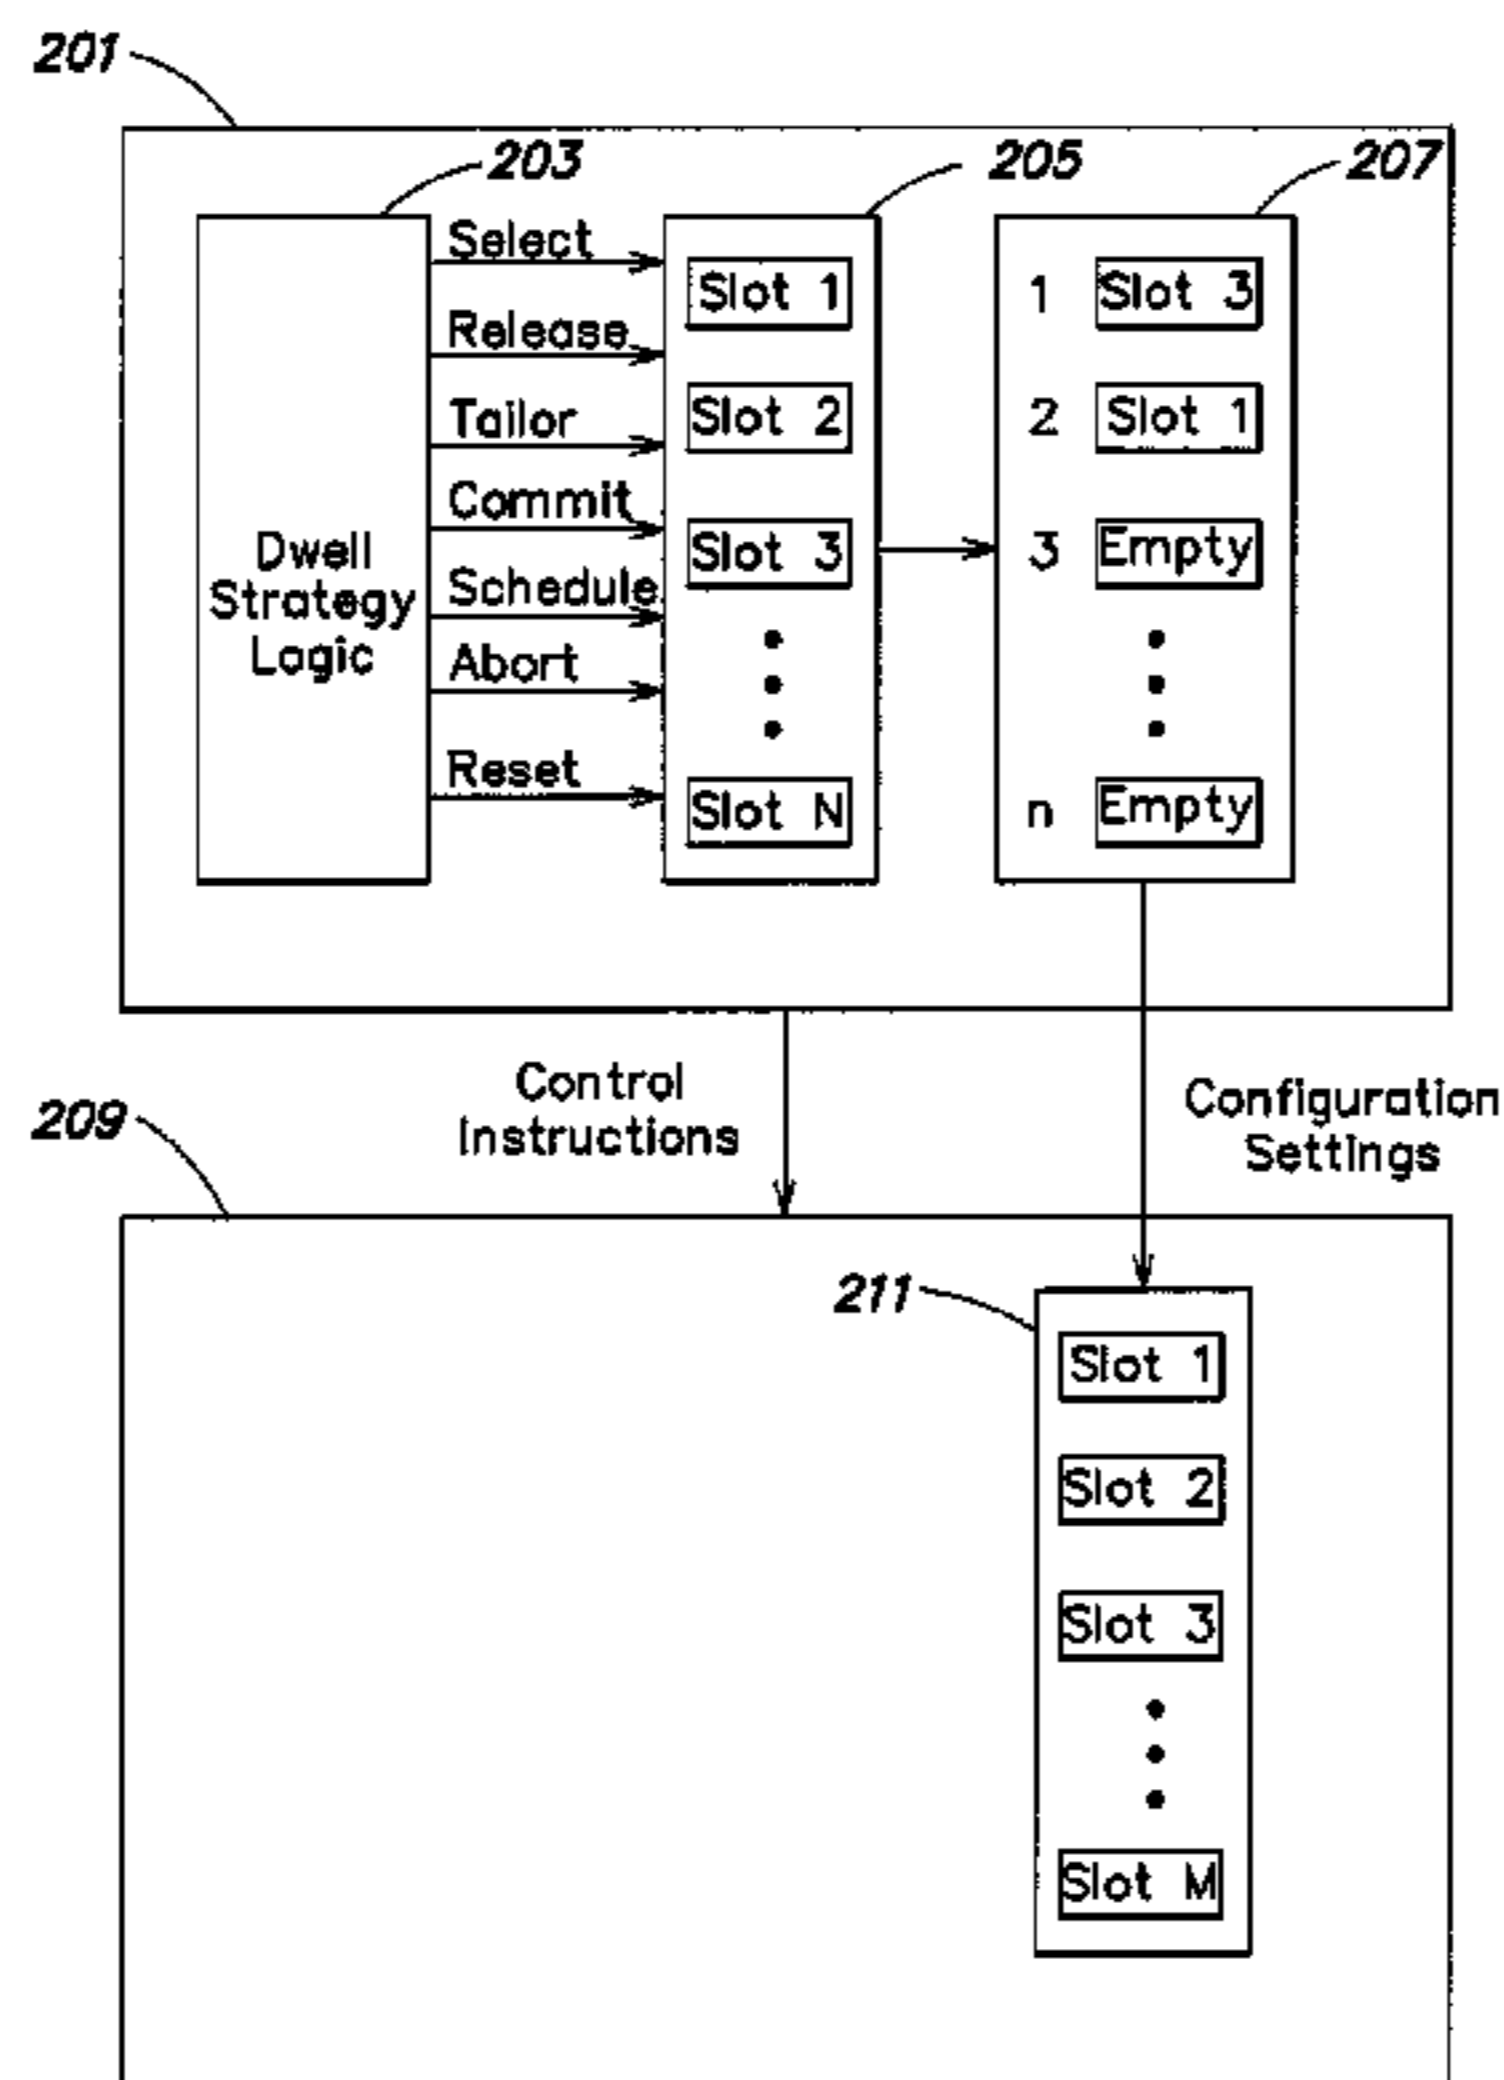 201
203
205
207
Select
Release
Tailor
Commit
Schedule
Abort
Reset
Dwell
Strategy
Logic
Slot 1
Slot 2
Slot 3
Slot N
1 Slot 3
2 Slot 1
3 Empty
n Empty
Control
Instructions
Configuration
Settings
209
211
Slot 1
Slot 2
Slot 3
Slot M